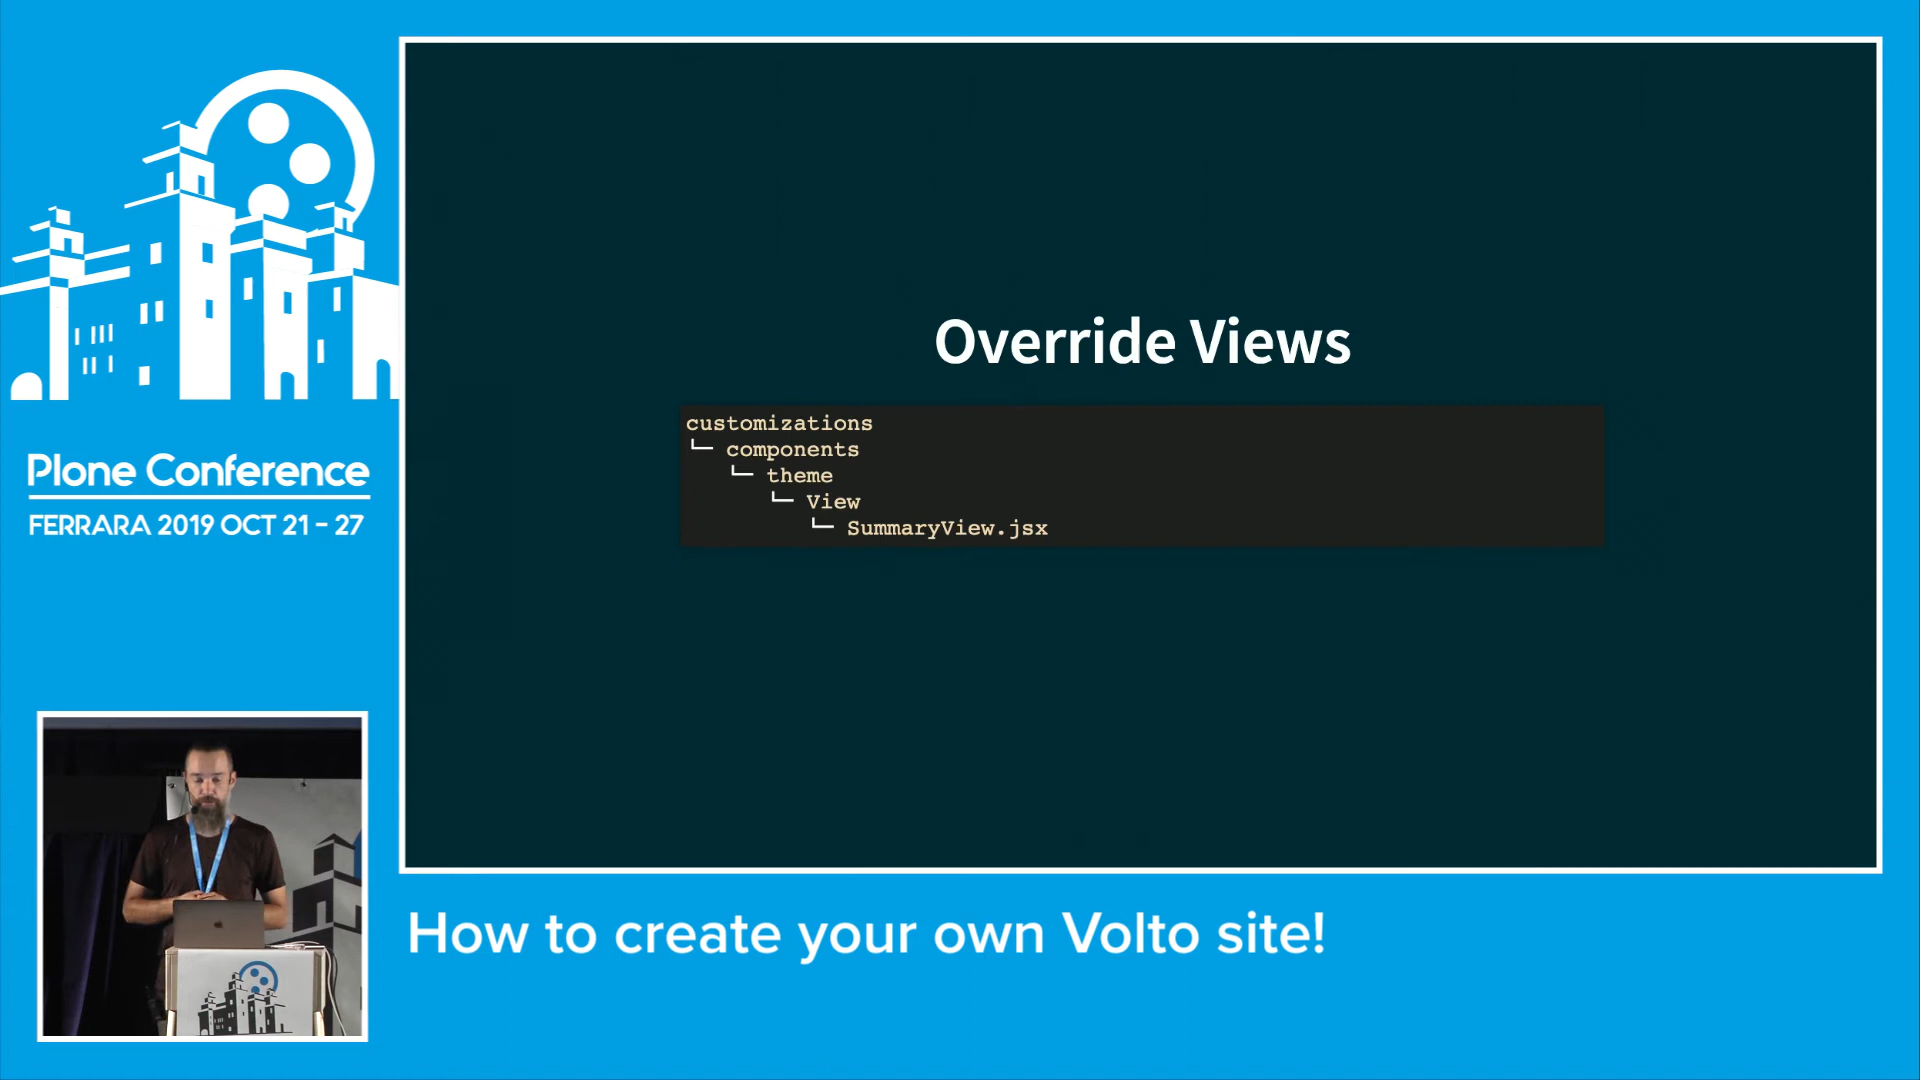 Plone Conference
FERRARA 2019 OCT 21 - 27
Override Views
customizations
└─ components
└─ theme
└─ View
└─ SummaryView.jsx
How to create your own Volto site!